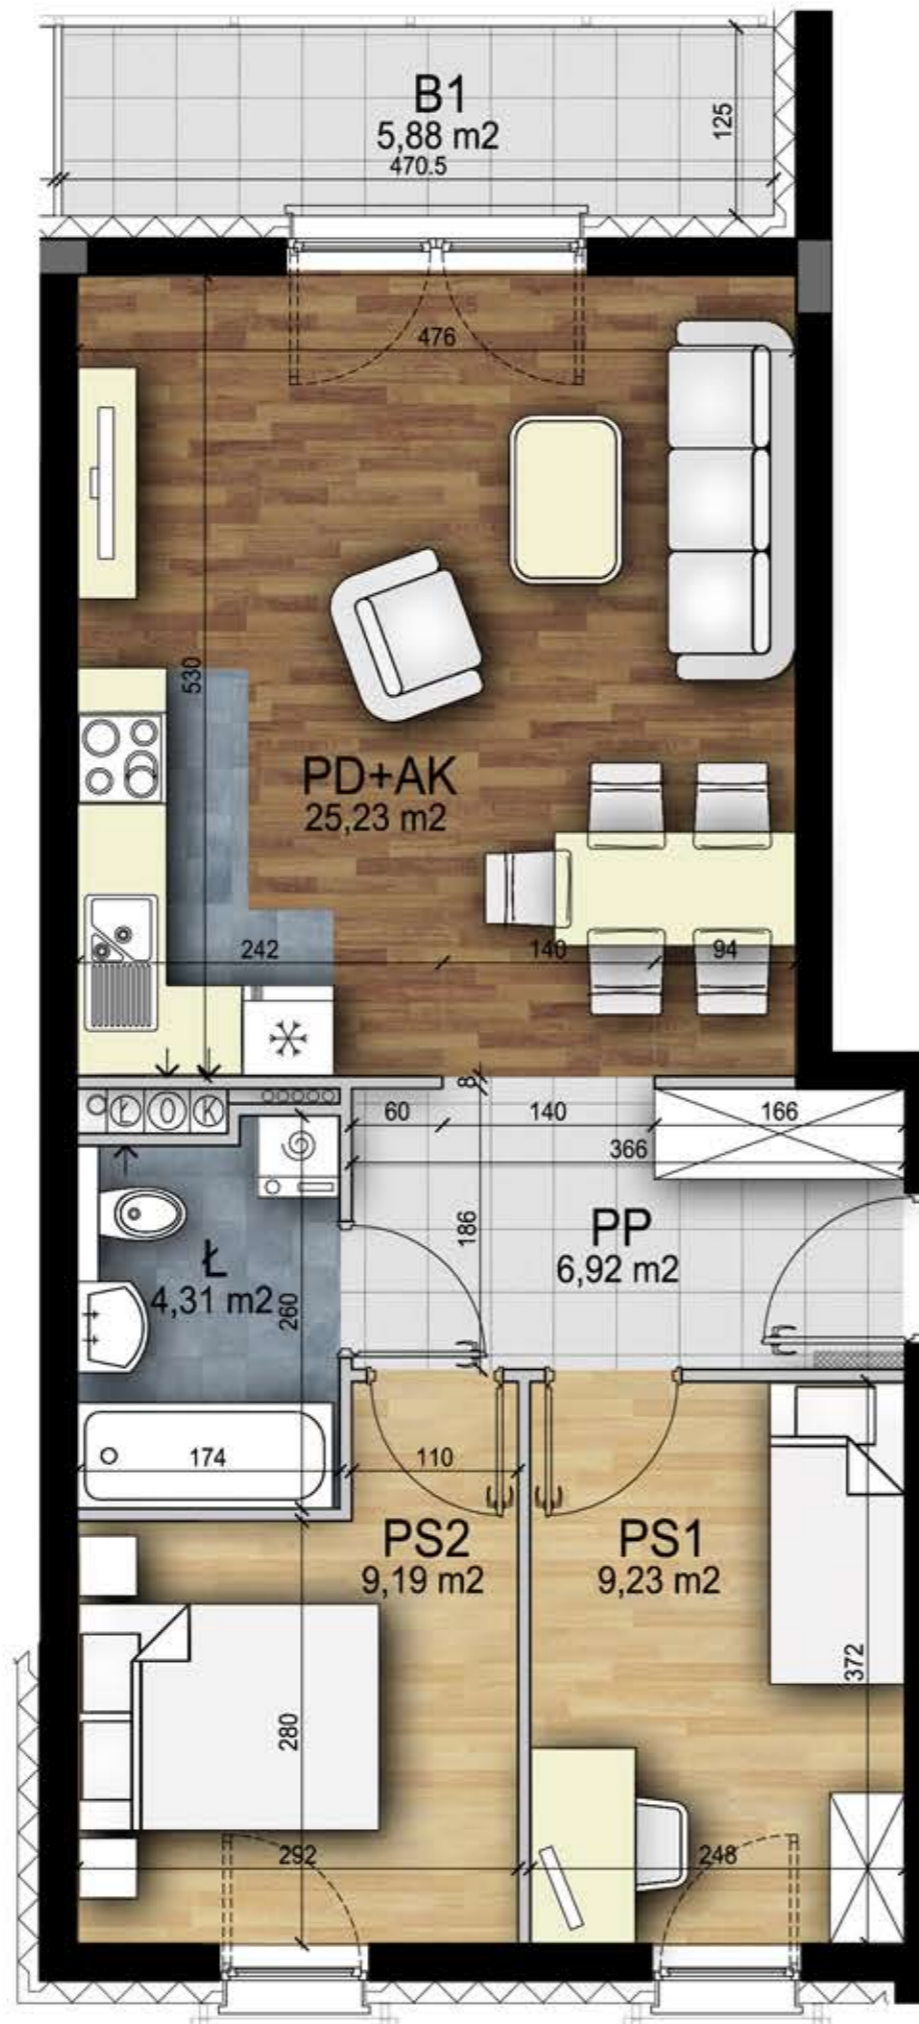 B1
5,88 m2
470.5
125
476
530
PD+AK
25,23 m2
242
140
94
8
Ł
O
K
60
140
166
366
186
PP
6,92 m2
Ł
4,31 m2
260
174
110
PS2
9,19 m2
PS1
9,23 m2
372
280
292
248